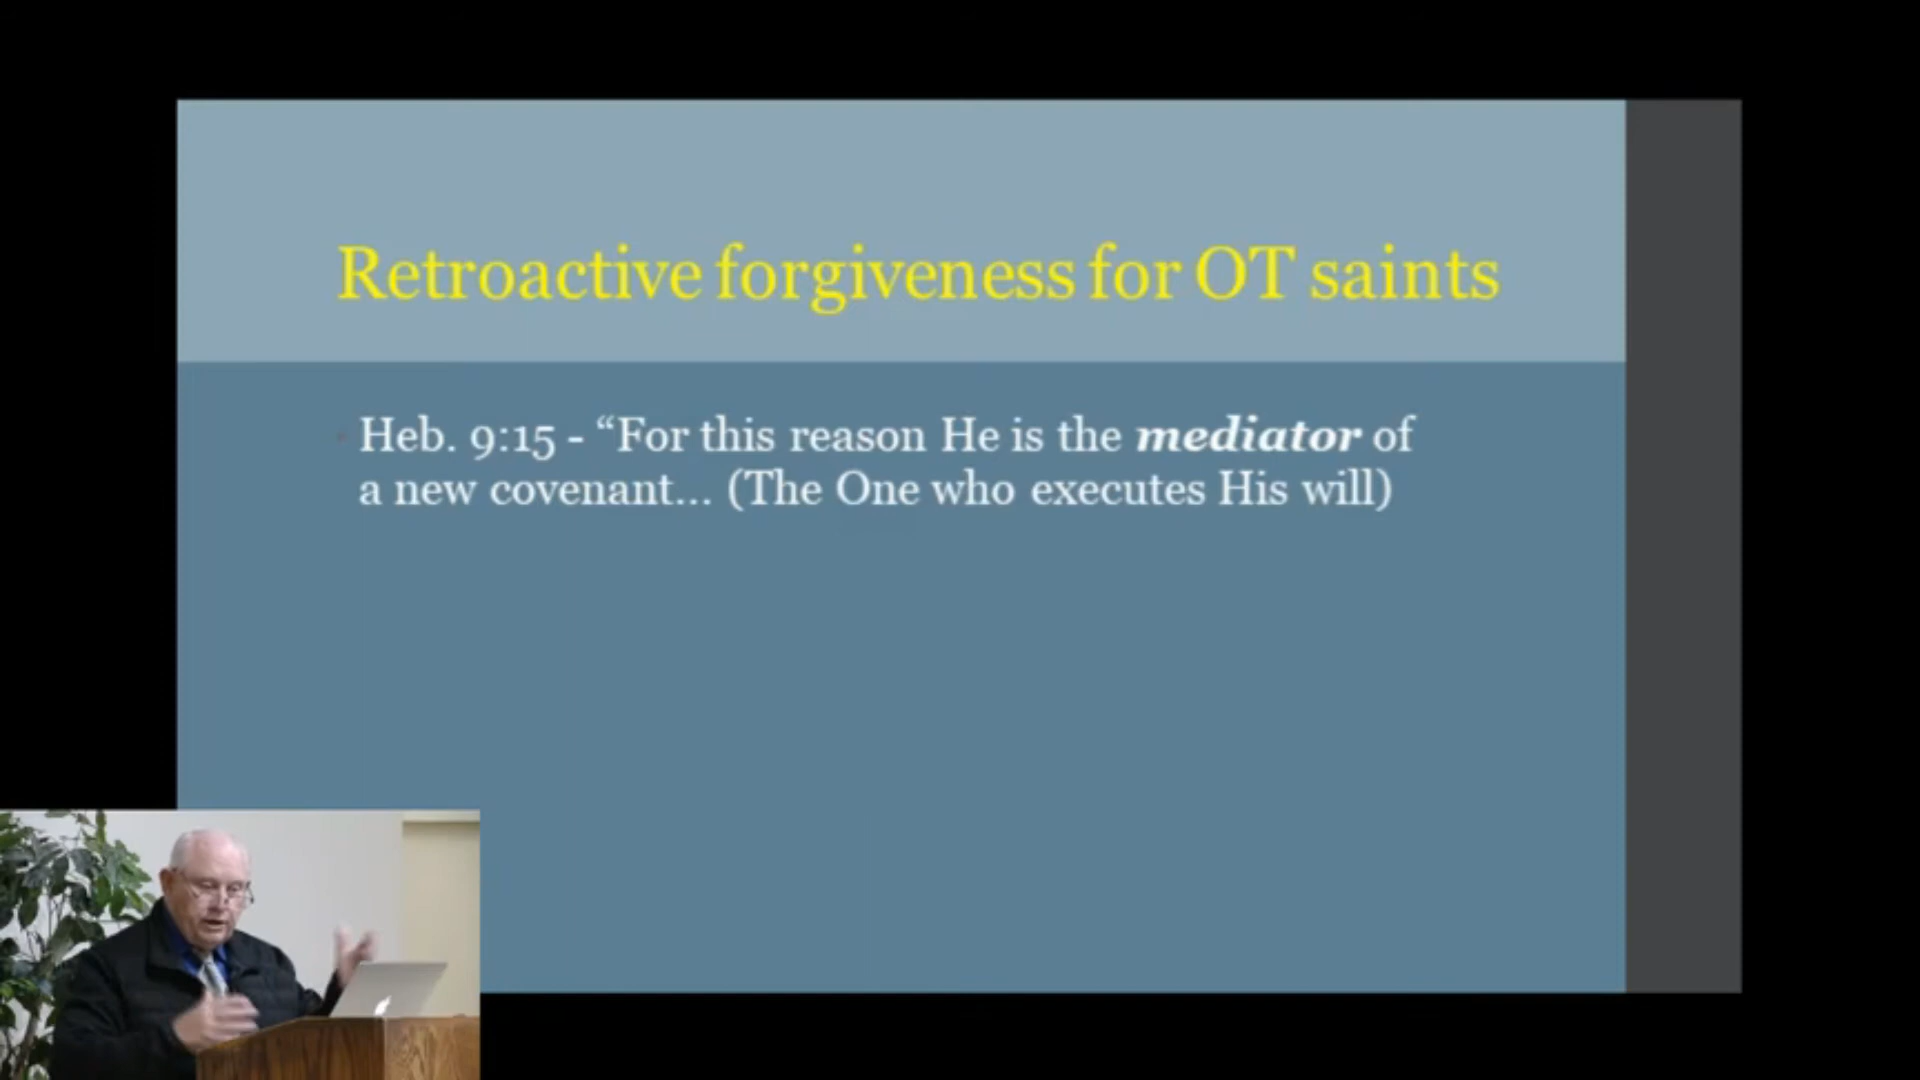 Retroactive forgiveness for OT saints
Heb. 9:15 - “For this reason He is the mediator of
a new covenant... (The One who executes His will)